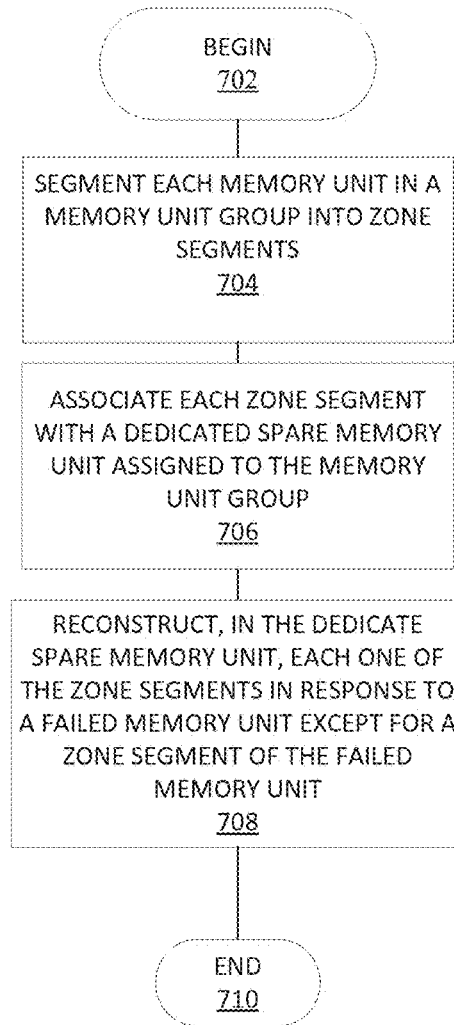 BEGIN
702
SEGMENT EACH MEMORY UNIT IN A
MEMORY UNIT GROUP INTO ZONE
SEGMENTS
704
ASSOCIATE EACH ZONE SEGMENT
WITH A DEDICATED SPARE MEMORY
UNIT ASSIGNED TO THE MEMORY
UNIT GROUP
706
RECONSTRUCT, IN THE DEDICATE
SPARE MEMORY UNIT, EACH ONE OF
THE ZONE SEGMENTS IN RESPONSE TO
A FAILED MEMORY UNIT EXCEPT FOR A
ZONE SEGMENT OF THE FAILED
MEMORY UNIT
708
END
710